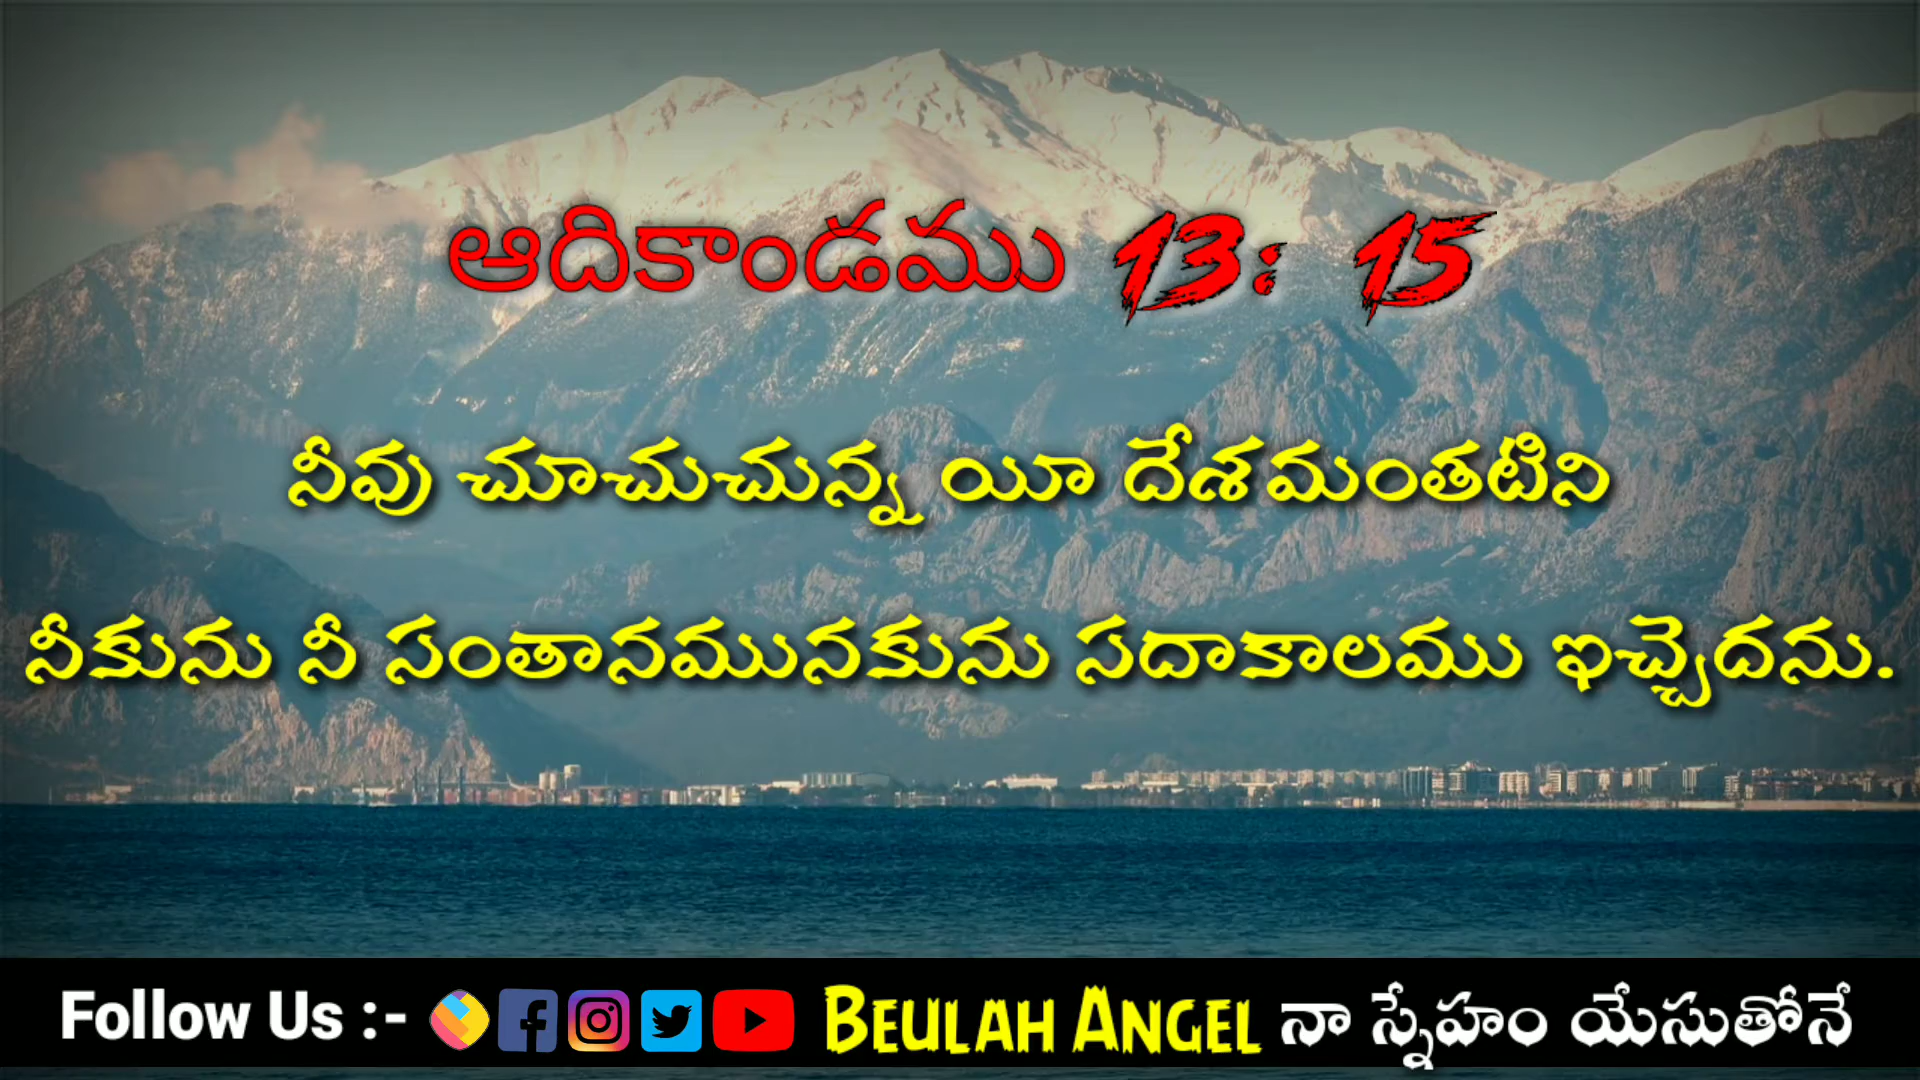 ఆదికాండము 13: 15
నీవు చూచుచున్న యీ దేశమంతటిని
నీకును నీ సంతానమునకును సదాకాలము ఇచ్చెదను.
Follow Us :- BEULAH ANGEL నా స్నేహం యేసుతోనే